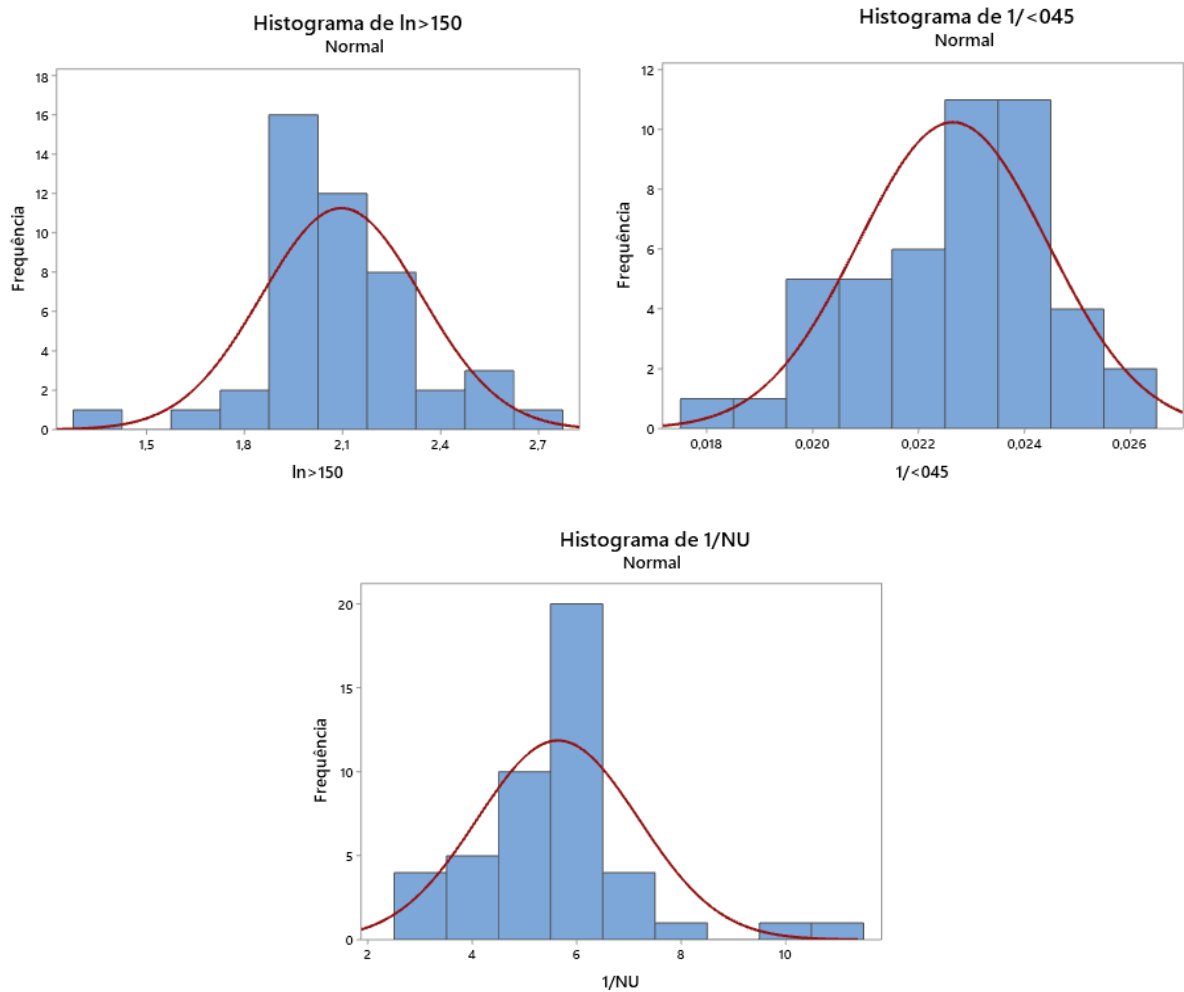 Histograma de ln>150
Normal
18
16
14
12
10
8
6
4
2
0
Frequência
1,5 1,8 2,1 2,4 2,7
ln>150
Histograma de 1/<045
Normal
12
10
8
6
4
2
0
Frequência
0,018 0,020 0,022 0,024 0,026
1/<045
Histograma de 1/NU
Normal
20
15
10
5
0
Frequência
2 4 6 8 10
1/NU